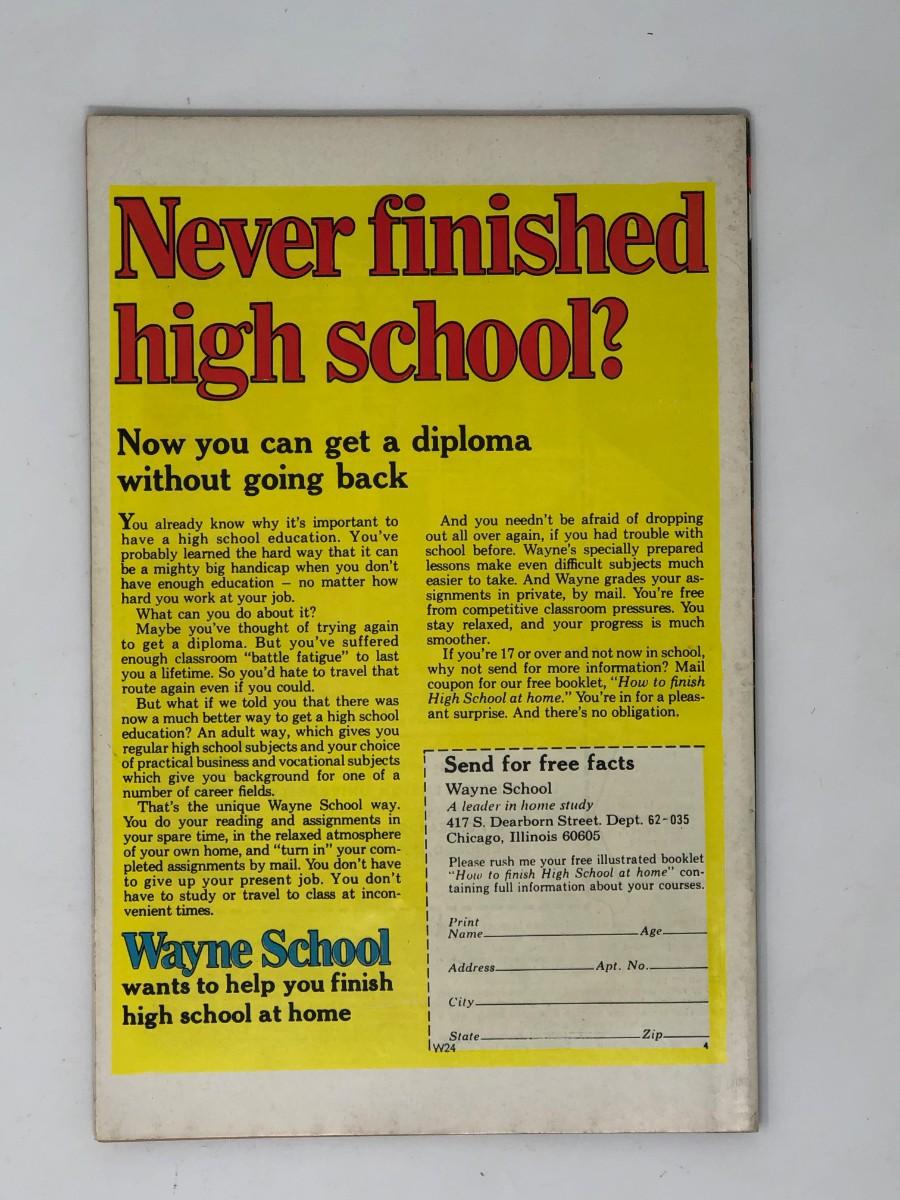 Never finished
high school?
Now you can get a diploma
without going back
You already know why it's important to
have a high school education. You've
probably learned the hard way that it can
be a mighty big handicap when you don't
have enough education – no matter how
hard you work at your job.
What can you do about it?
Maybe you've thought of trying again
to get a diploma. But you've suffered
enough classroom "battle fatigue" to last
you a lifetime. So you'd hate to travel that
route again even if you could.
But what if we told you that there was
now a much better way to get a high school
education? An adult way, which gives you
regular high school subjects and your choice
of practical business and vocational subjects
which give you background for one of a
number of career fields.
That's the unique Wayne School way.
You do your reading and assignments in
your spare time, in the relaxed atmosphere
of your own home, and "turn in" your com-
pleted assignments by mail. You don't have
to give up your present job. You don't
have to study or travel to class at incon-
venient times.
Wayne School
wants to help you finish
high school at home
And you needn't be afraid of dropping
out all over again, if you had trouble with
school before. Wayne's specially prepared
lessons make even difficult subjects much
easier to take. And Wayne grades your as-
signments in private, by mail. You're free
from competitive classroom pressures. You
stay relaxed, and your progress is much
smoother.
If you're 17 or over and not now in school,
why not send for more information? Mail
coupon for our free booklet, "How to finish
High School at home." You're in for a pleas-
ant surprise. And there's no obligation.
Send for free facts
Wayne School
A leader in home study
417 S. Dearborn Street. Dept. 62-035
Chicago, Illinois 60605
Please rush me your free illustrated booklet
"How to finish High School at home" con-
taining full information about your courses.
Print
Name Age
Address Apt. No.
City
State Zip
W24 4